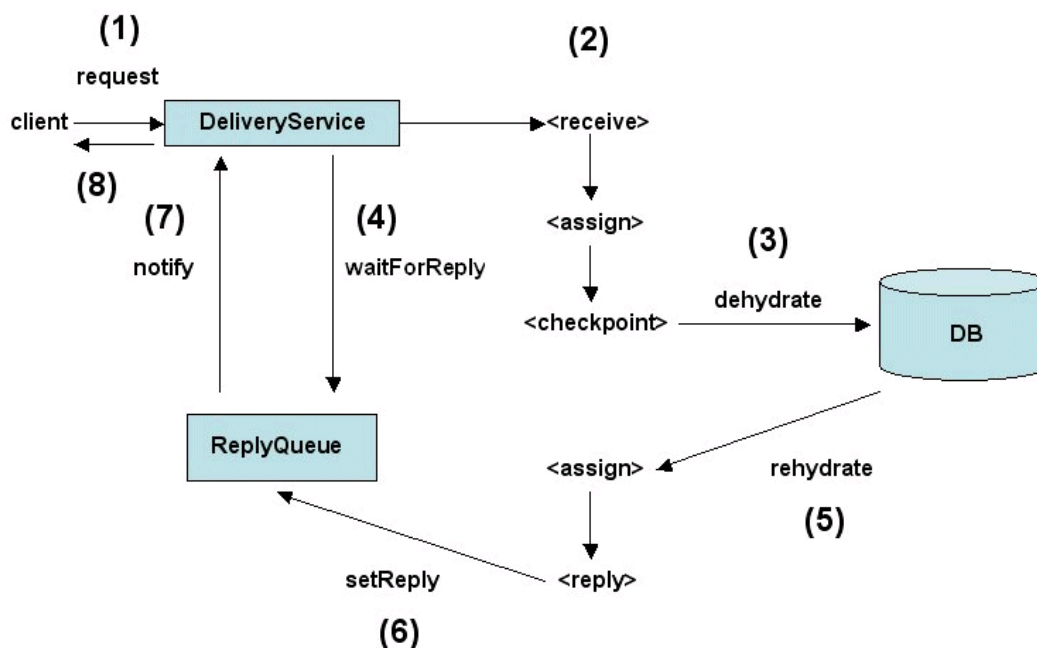 (1)
(2)
request
client
DeliveryService
<receive>
(8)
(7)
(4)
<assign>
(3)
notify
waitForReply
dehydrate
<checkpoint>
DB
ReplyQueue
<assign>
rehydrate
(5)
setReply
<reply>
(6)